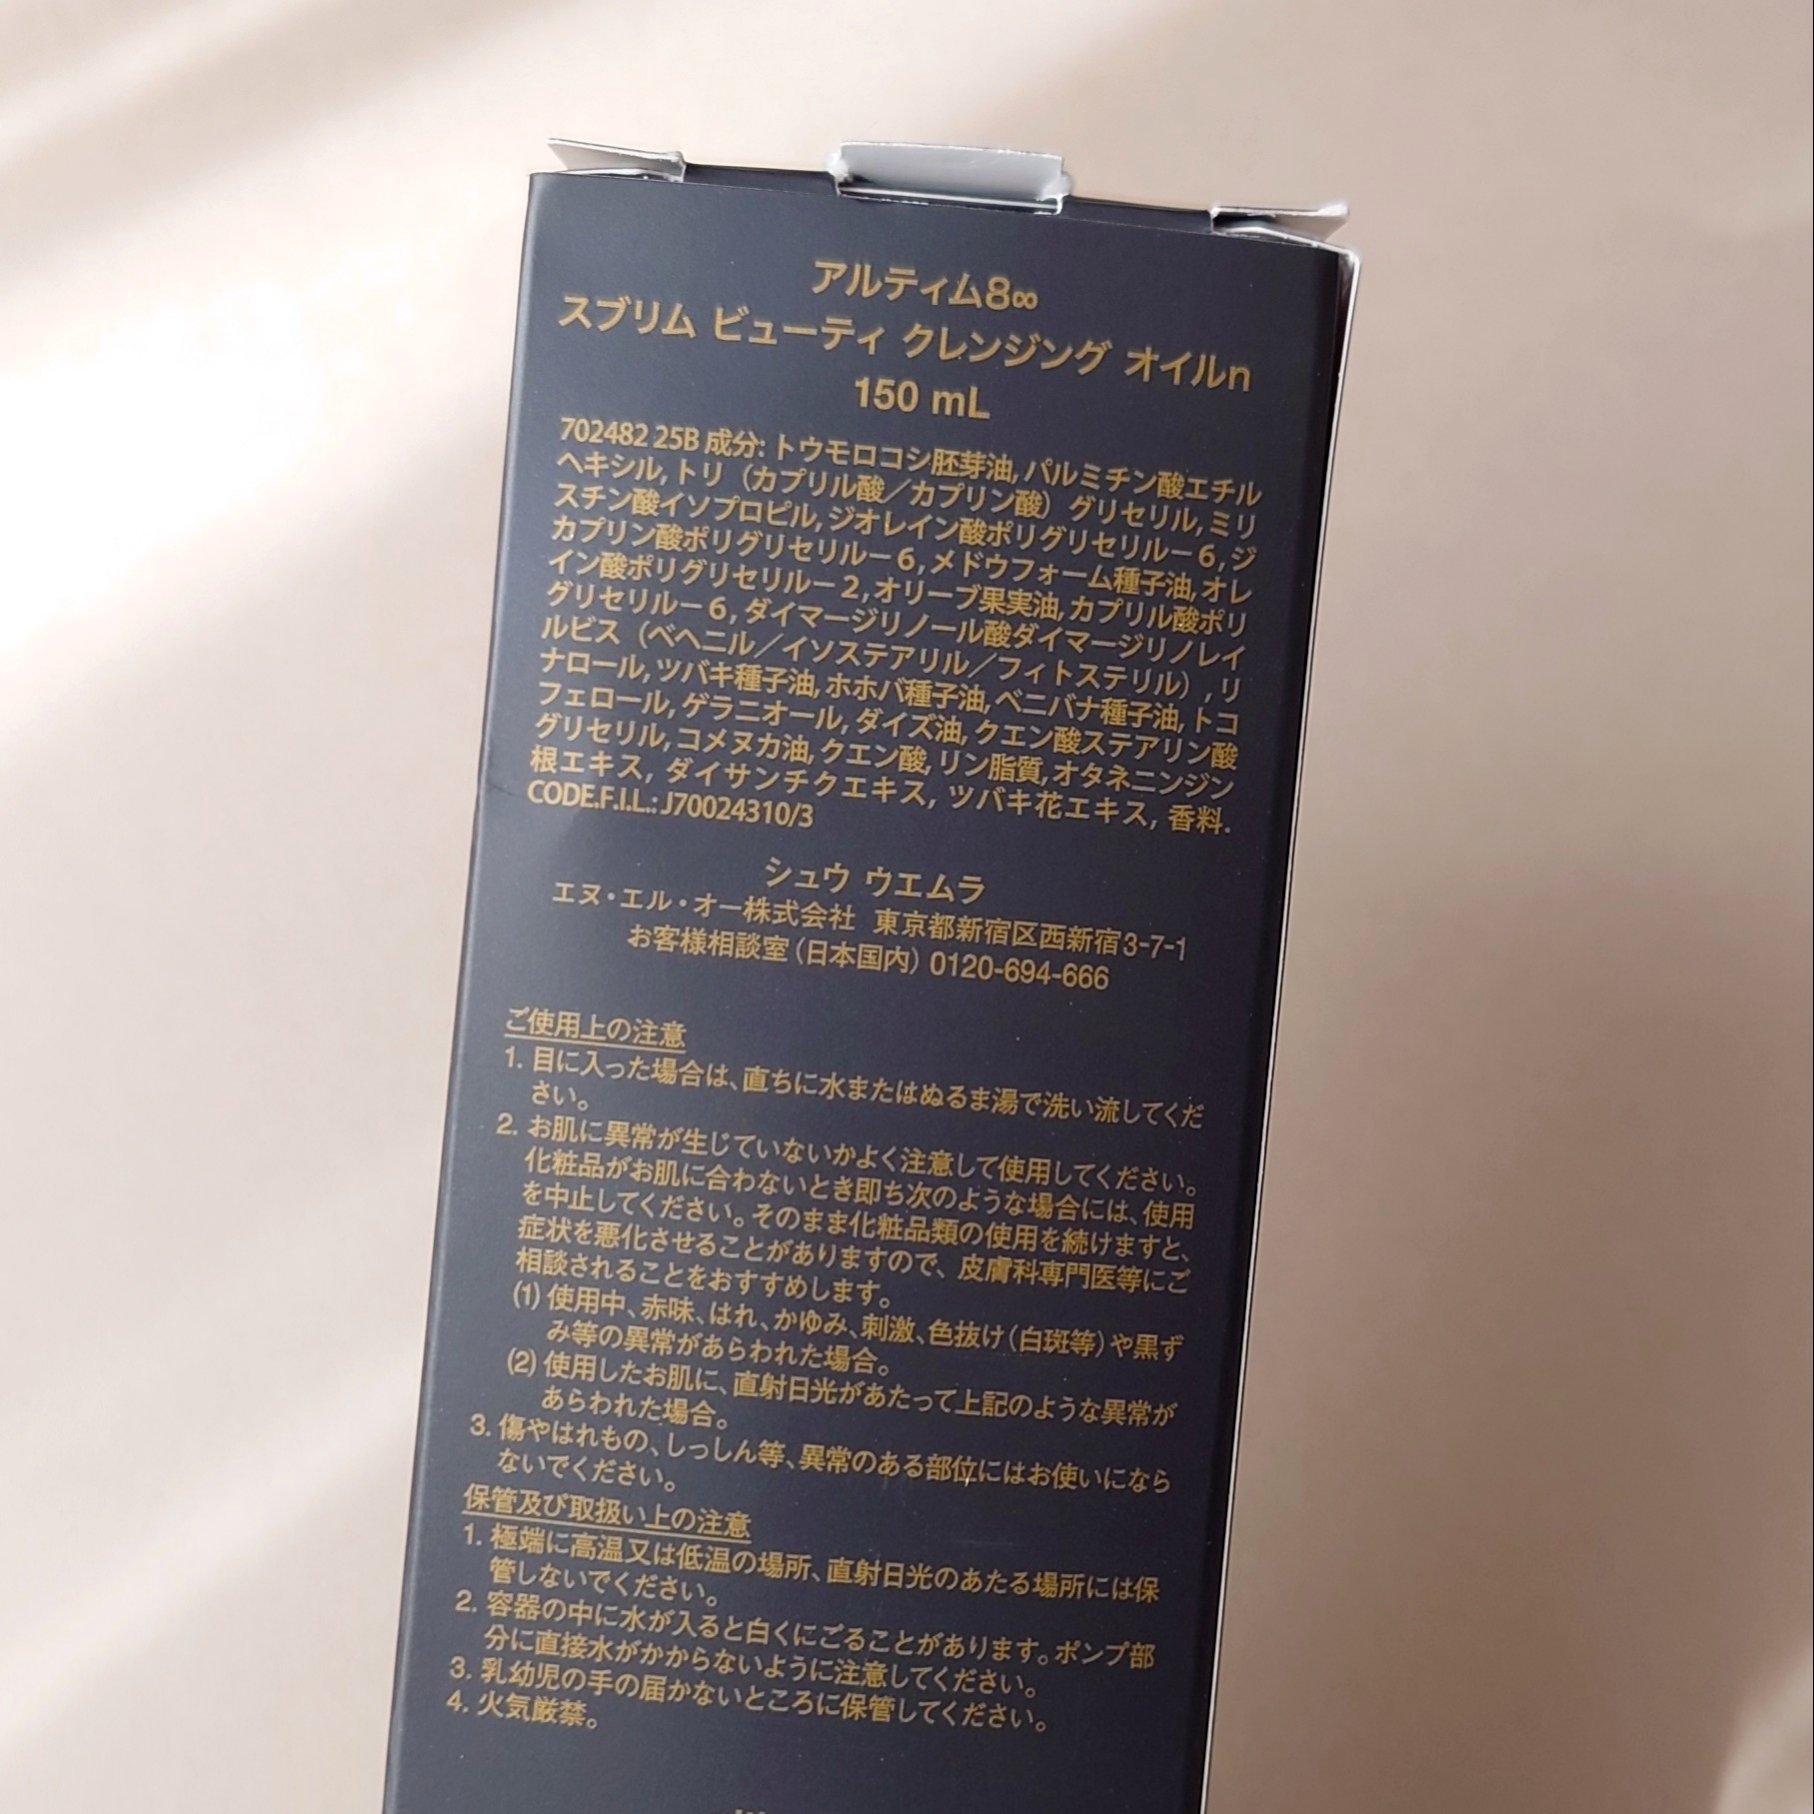 アルティム8∞
スブリム ビューティ クレンジング オイルn
150 mL
702482 25B 成分: トウモロコシ胚芽油, パルミチン酸エチル
ヘキシル, トリ（カプリル酸／カプリン酸）グリセリル, ミリ
スチン酸イソプロピル, ジオレイン酸ポリグリセリル－6, ジ
カプリン酸ポリグリセリル－6, メドウフォーム種子油, オレ
イン酸ポリグリセリル－2, オリーブ果実油, カプリル酸ポリ
グリセリル－6, ダイマージリノール酸ダイマージリノレイ
ルビス（ベヘニル／イソステアリル／フィトステリル）, リ
ナロール, ツバキ種子油, ホホバ種子油, ベニバナ種子油, トコ
フェロール, ゲラニオール, ダイズ油, クエン酸ステアリン酸
グリセリル, コメヌカ油, クエン酸, リン脂質, オタネニンジン
根エキス, ダイサンチクエキス, ツバキ花エキス, 香料.
CODE.F.I.L.: J70024310/3
シュウ ウエムラ
エヌ・エル・オー株式会社 東京都新宿区西新宿3-7-1
お客様相談室（日本国内）0120-694-666
ご使用上の注意
1. 目に入った場合は、直ちに水またはぬるま湯で洗い流してくだ
さい。
2. お肌に異常が生じていないかよく注意して使用してください。
化粧品がお肌に合わないとき即ち次のような場合には、使用
を中止してください。そのまま化粧品類の使用を続けますと、
症状を悪化させることがありますので、皮膚科専門医等にご
相談されることをおすすめします。
(1) 使用中、赤味、はれ、かゆみ、刺激、色抜け（白斑等）や黒ず
み等の異常があらわれた場合。
(2) 使用したお肌に、直射日光があたって上記のような異常が
あらわれた場合。
3. 傷やはれもの、しっしん等、異常のある部位にはお使いになら
ないでください。
保管及び取扱い上の注意
1. 極端に高温又は低温の場所、直射日光のあたる場所には保
管しないでください。
2. 容器の中に水が入ると白くにごることがあります。ポンプ部
分に直接水がかからないように注意してください。
3. 乳幼児の手の届かないところに保管してください。
4. 火気厳禁。